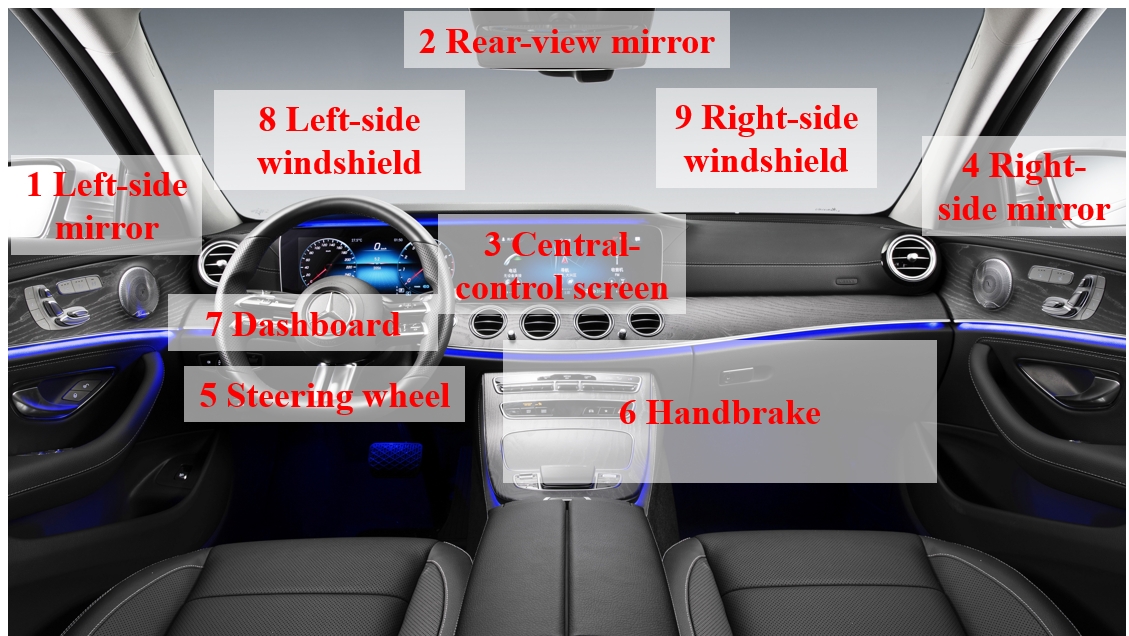 2 Rear-view mirror
8 Left-side
windshield
9 Right-side
windshield
1 Left-side
mirror
4 Right-
side mirror
3 Central-
control screen
7 Dashboard
5 Steering wheel
6 Handbrake